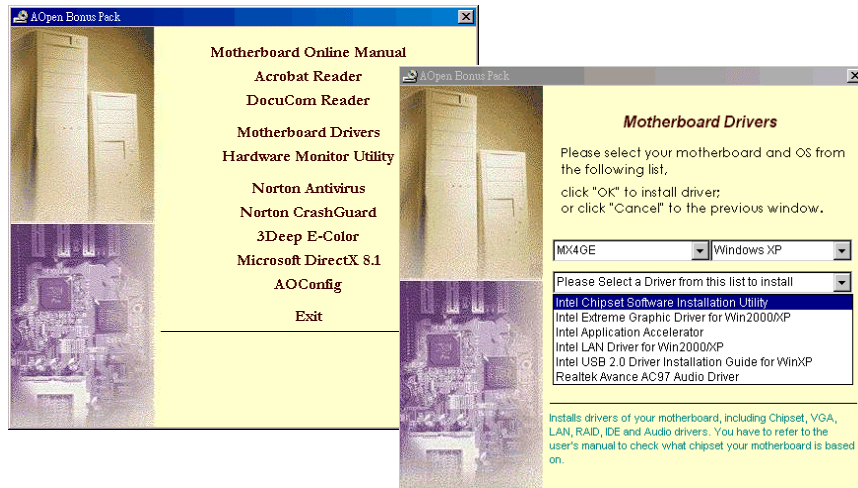 AOpen Bonus Pack
Motherboard Online Manual
Acrobat Reader
DocuCom Reader
Motherboard Drivers
Hardware Monitor Utility
Norton Antivirus
Norton CrashGuard
3Deep E-Color
Microsoft DirectX 8.1
AOConfig
Exit
AOpen Bonus Pack
Motherboard Drivers
Please select your motherboard and OS from
the following list,
click "OK" to install driver;
or click "Cancel" to the previous window.
MX4GE
Windows XP
Please Select a Driver from this list to install
Intel Chipset Software Installation Utility
Intel Extreme Graphic Driver for Win2000/XP
Intel Application Accelerator
Intel LAN Driver for Win2000/XP
Intel USB 2.0 Driver Installation Guide for WinXP
Realtek Avance AC97 Audio Driver
Installs drivers of your motherboard, including Chipset, VGA,
LAN, RAID, IDE and Audio drivers. You have to refer to the
user's manual to check what chipset your motherboard is based
on.